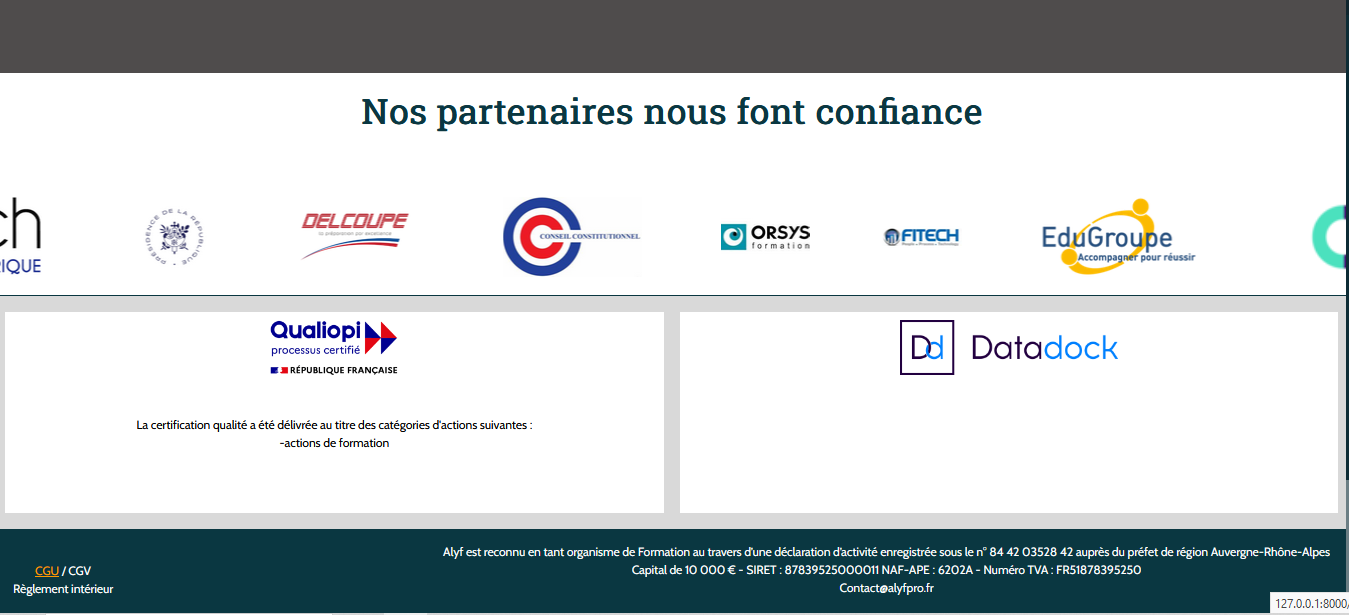 Nos partenaires nous font confiance
ch
RIQUE
PRÉSIDENCE DE LA RÉPUBLIQUE
DELCOUPE
la préparation par excellence
CONSEIL CONSTITUTIONNEL
ORSYS
formation
FITECH
People • Process • Technology
EduGroupe
Accompagner pour réussir
Qualiopi
processus certifié
RÉPUBLIQUE FRANÇAISE
La certification qualité a été délivrée au titre des catégories d'actions suivantes :
-actions de formation
Dd Datadock
CGU / CGV
Règlement intérieur
Alyf est reconnu en tant organisme de Formation au travers d'une déclaration d'activité enregistrée sous le n° 84 42 03528 42 auprès du préfet de région Auvergne-Rhône-Alpes
Capital de 10 000 € - SIRET : 87839525000011 NAF-APE : 6202A - Numéro TVA : FR51878395250
Contact@alyfpro.fr
127.0.0.1:8000/